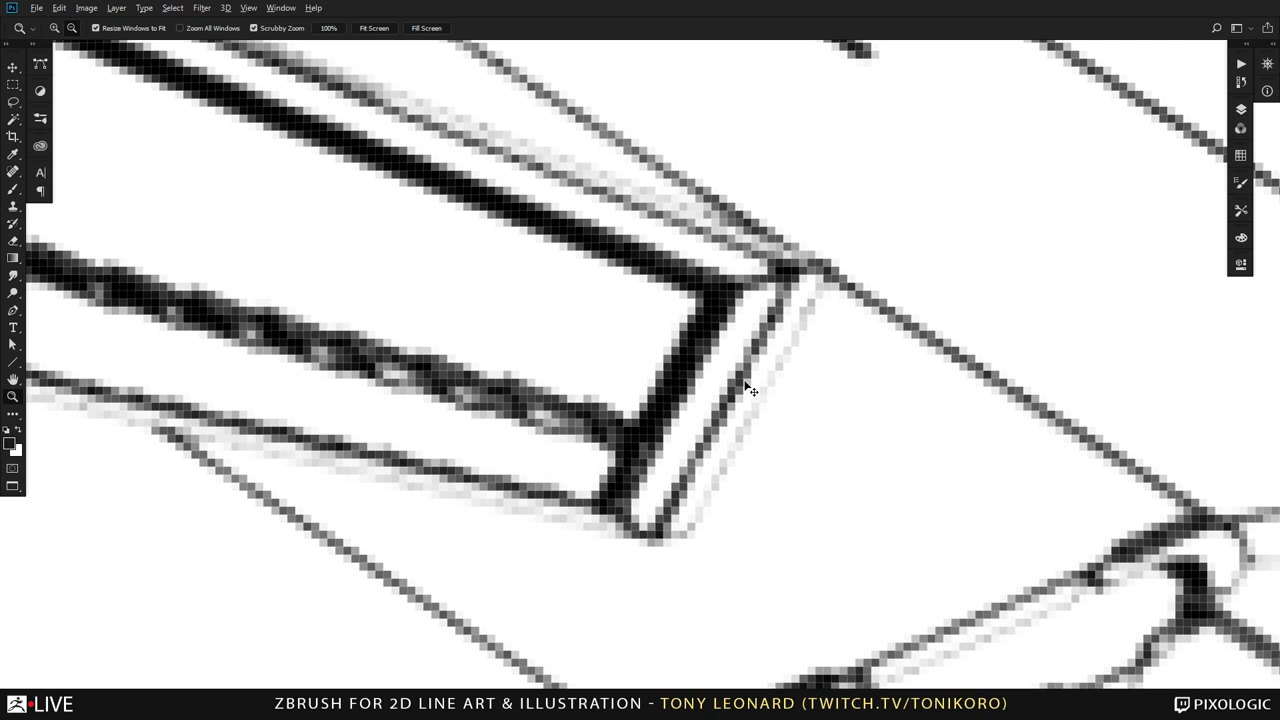 Ps File Edit Image Layer Type Select Filter 3D View Window Help
Resize Windows to Fit Zoom All Windows Scrubby Zoom 100% Fit Screen Fill Screen
LIVE ZBRUSH FOR 2D LINE ART & ILLUSTRATION - TONY LEONARD (TWITCH.TV/TONIKORO) PIXOLOGIC